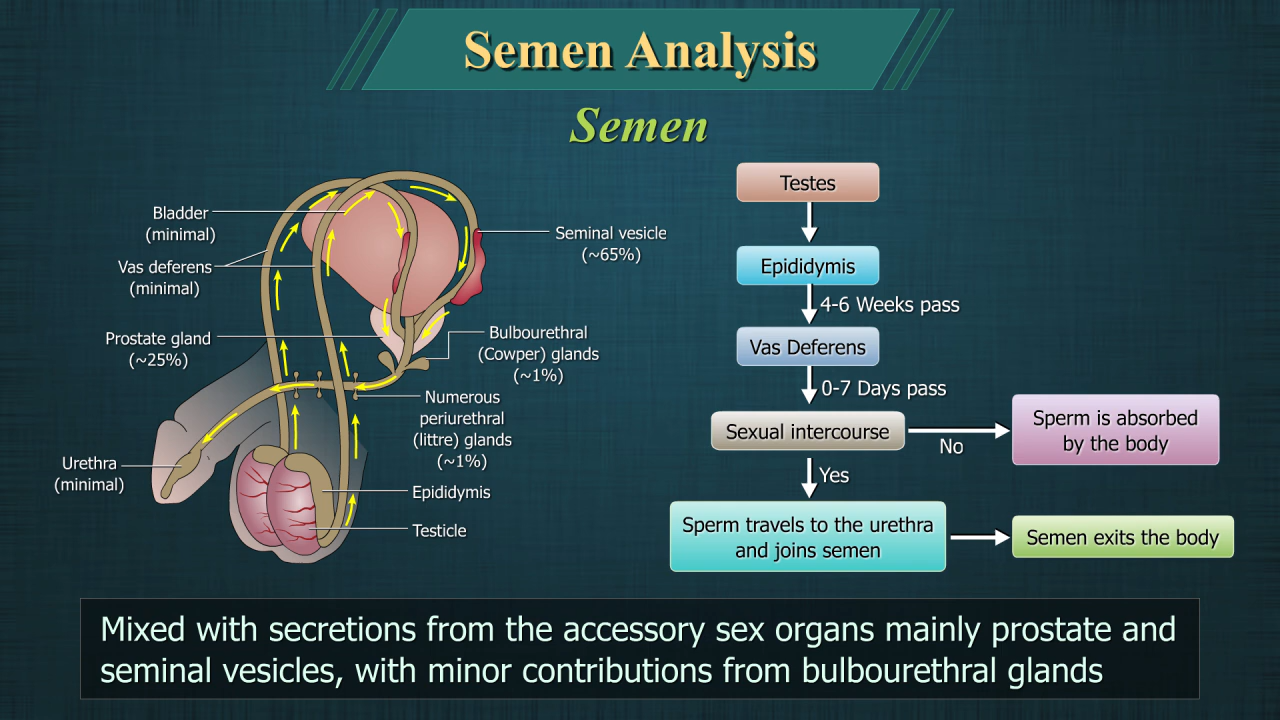 Semen Analysis
Semen
Bladder
(minimal)
Vas deferens
(minimal)
Prostate gland
(~25%)
Urethra
(minimal)
Seminal vesicle
(~65%)
Bulbourethral
(Cowper) glands
(~1%)
Numerous
periurethral
(littre) glands
(~1%)
Epididymis
Testicle
Testes
Epididymis
4-6 Weeks pass
Vas Deferens
0-7 Days pass
Sexual intercourse
No
Sperm is absorbed
by the body
Yes
Sperm travels to the urethra
and joins semen
Semen exits the body
Mixed with secretions from the accessory sex organs mainly prostate and
seminal vesicles, with minor contributions from bulbourethral glands